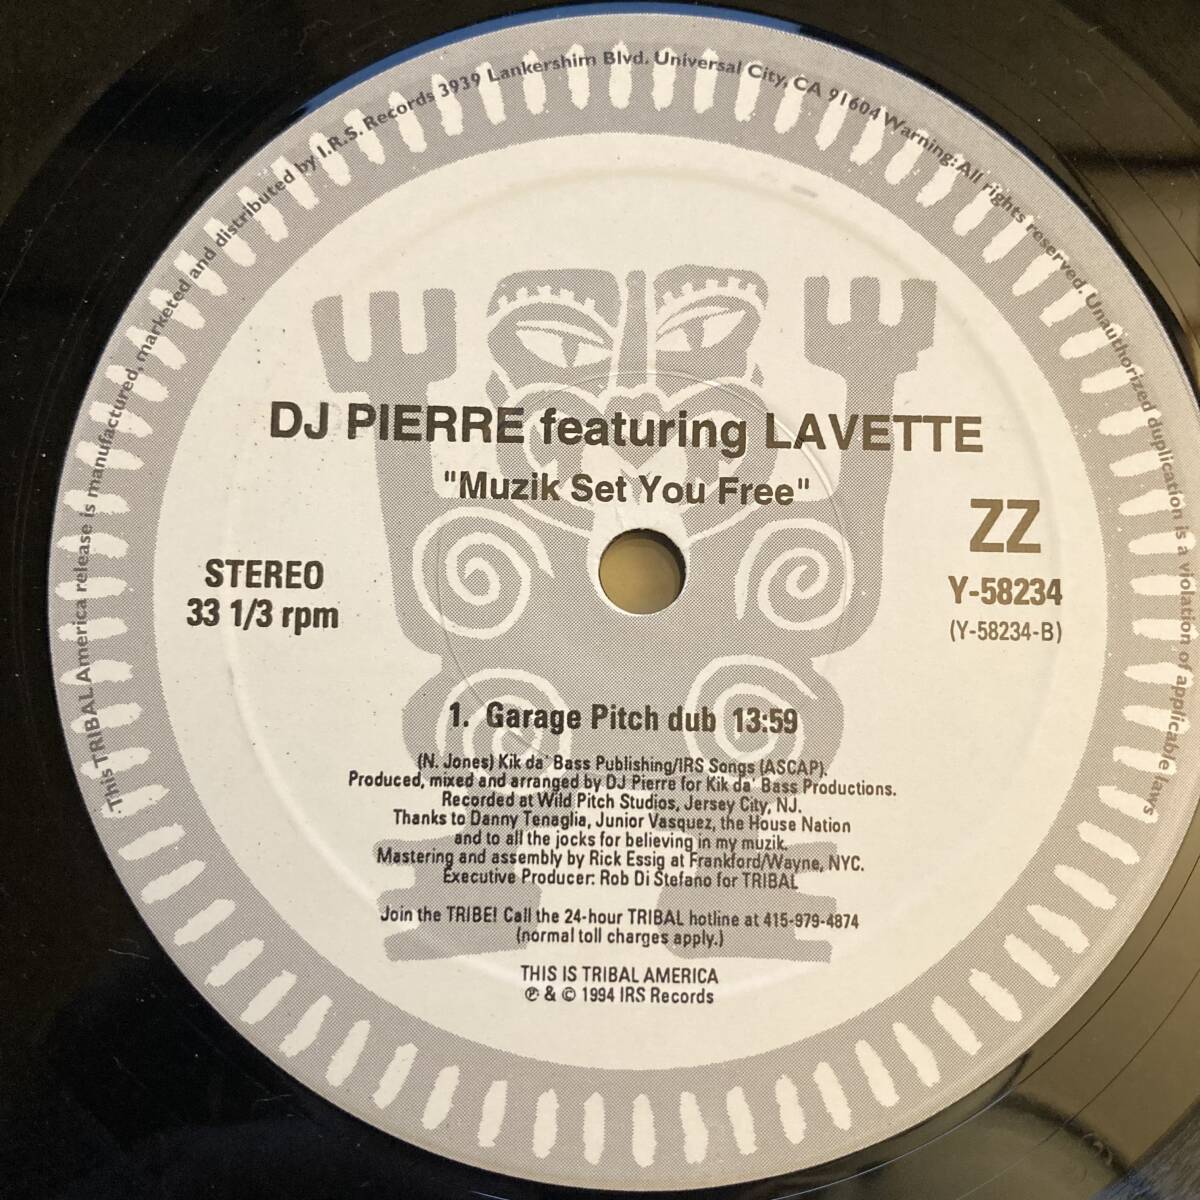 This TRIBAL America release is manufactured, marketed and distributed by I.R.S. Records 3939 Lankershim Blvd. Universal City, CA 91604 Warning: All rights reserved. Unauthorized duplication is a violation of applicable laws
DJ PIERRE featuring LAVETTE
"Muzik Set You Free"
ZZ
STEREO
33 1/3 rpm
Y-58234
(Y-58234-B)
1. Garage Pitch dub 13:59
(N. Jones) Kik da' Bass Publishing/IRS Songs (ASCAP).
Produced, mixed and arranged by DJ Pierre for Kik da' Bass Productions.
Recorded at Wild Pitch Studios, Jersey City, NJ.
Thanks to Danny Tenaglia, Junior Vasquez, the House Nation
and to all the jocks for believing in my muzik.
Mastering and assembly by Rick Essig at Frankford/Wayne, NYC.
Executive Producer: Rob Di Stefano for TRIBAL
Join the TRIBE! Call the 24-hour TRIBAL hotline at 415-979-4874
(normal toll charges apply.)
THIS IS TRIBAL AMERICA
℗ & © 1994 IRS Records